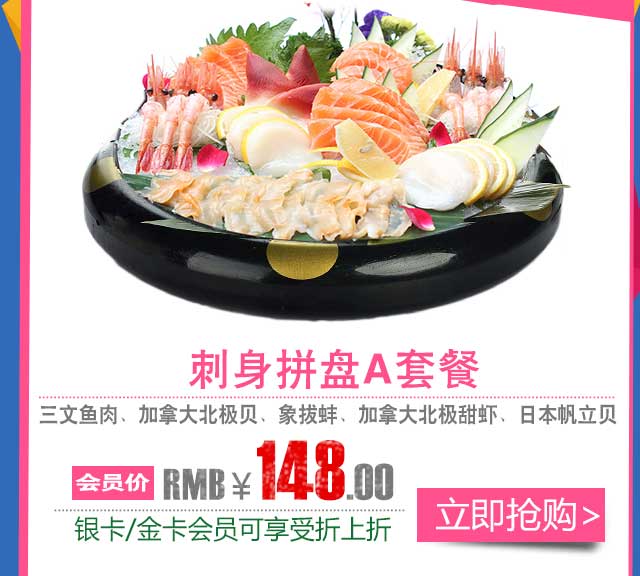 刺身拼盘A套餐
三文鱼肉、加拿大北极贝、象拔蚌、加拿大北极甜虾、日本帆立贝
会员价 RMB¥148.00
银卡/金卡会员可享受折上折
立即抢购>